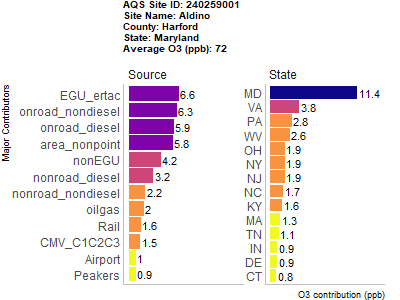 AQS Site ID: 240259001
Site Name: Aldino
County: Harford
State: Maryland
Average O3 (ppb): 72
Major Contributors
Source
EGU_ertac 6.6
onroad_nondiesel 6.3
onroad_diesel 5.9
area_nonpoint 5.8
nonEGU 4.2
nonroad_diesel 3.2
nonroad_nondiesel 2.2
oilgas 2
Rail 1.6
CMV_C1C2C3 1.5
Airport 1
Peakers 0.9
State
MD 11.4
VA 3.8
PA 2.8
WV 2.6
OH 1.9
NY 1.9
NJ 1.9
NC 1.7
KY 1.6
MA 1.3
TN 1.1
IN 0.9
DE 0.9
CT 0.8
O3 contribution (ppb)